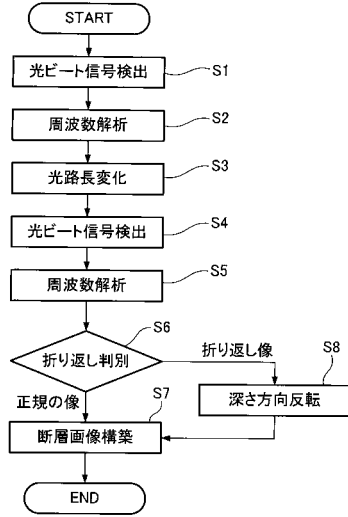 START
光ビート信号検出
S1
周波数解析
S2
光路長変化
S3
光ビート信号検出
S4
周波数解析
S5
折り返し判別
S6
折り返し像
S8
深さ方向反転
正規の像
S7
断層画像構築
END